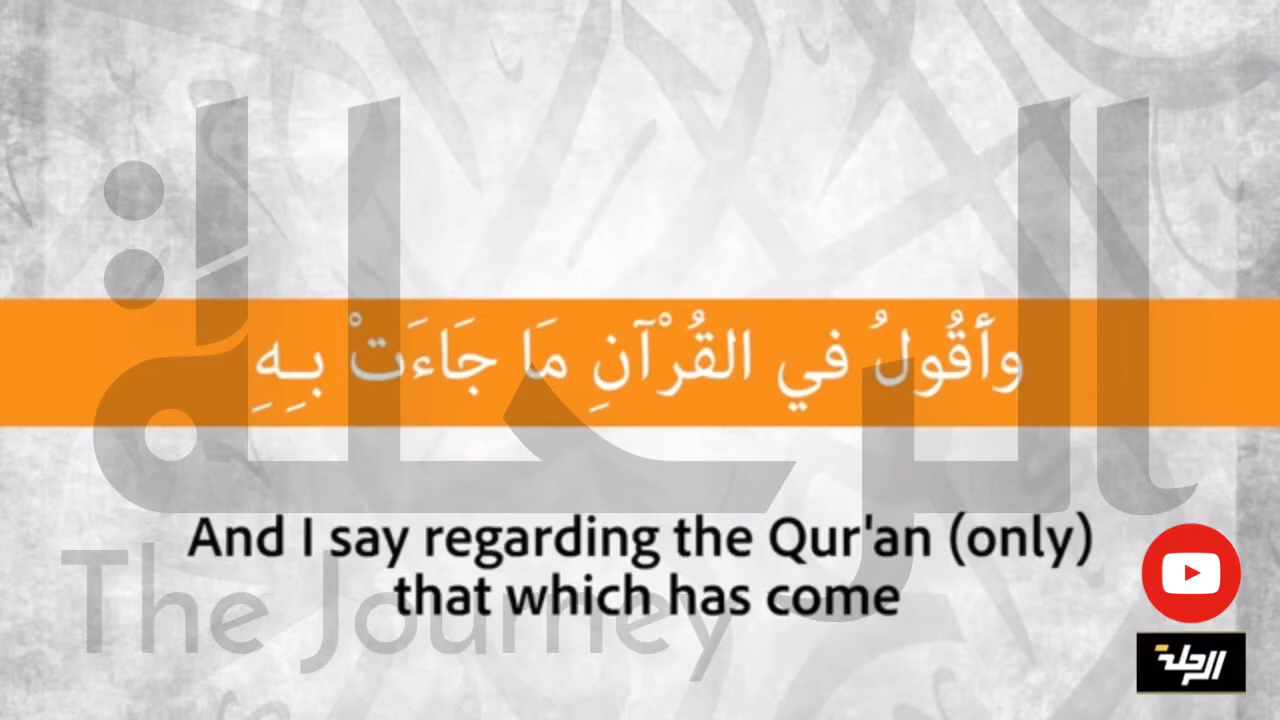 وأَقُولُ في القُرْآنِ مَا جَاءَتْ بِـهِ
And I say regarding the Qur'an (only)
that which has come
الرحلة
The Journey
الرحلة